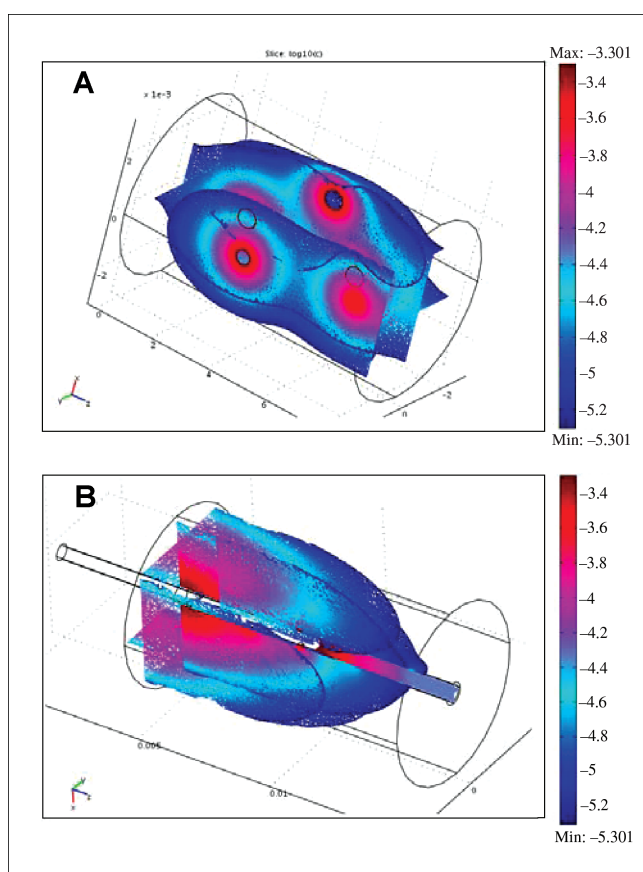 Slice: log10(c)
A
x 1e-3
2
0
-2
0
2
4
6
-2
x
y
z
Max: –3.301
–3.4
–3.6
–3.8
–4
–4.2
–4.4
–4.6
–4.8
–5
–5.2
Min: –5.301
B
0.005
0.01
0
y
z
x
–3.4
–3.6
–3.8
–4
–4.2
–4.4
–4.6
–4.8
–5
–5.2
Min: –5.301